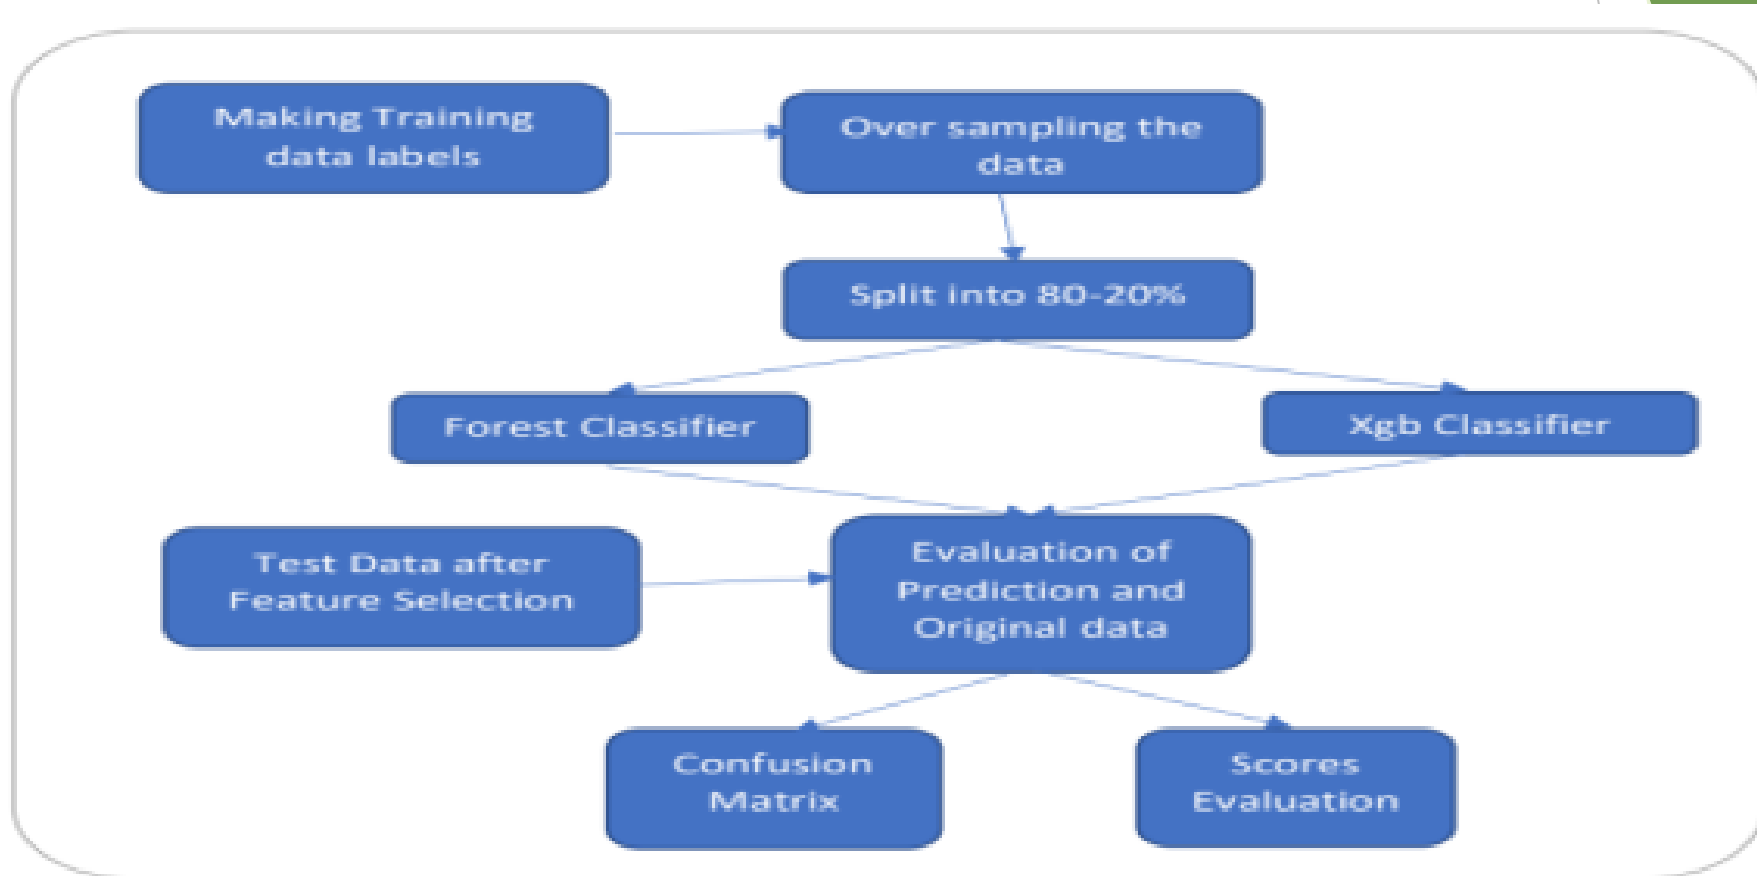 Making Training
data labels
Over sampling the
data
Split into 80-20%
Forest Classifier
Xgb Classifier
Test Data after
Feature Selection
Evaluation of
Prediction and
Original data
Confusion
Matrix
Scores
Evaluation